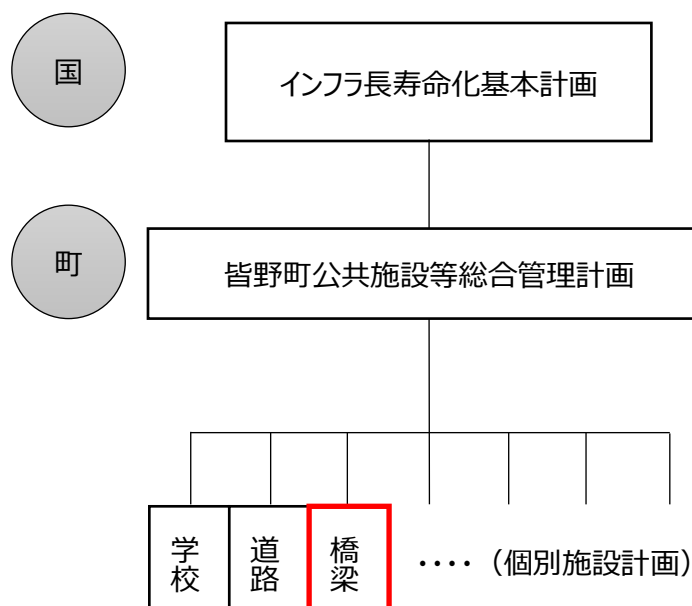 国
インフラ長寿命化基本計画
町
皆野町公共施設等総合管理計画
学校
道路
橋梁
‥‥（個別施設計画）